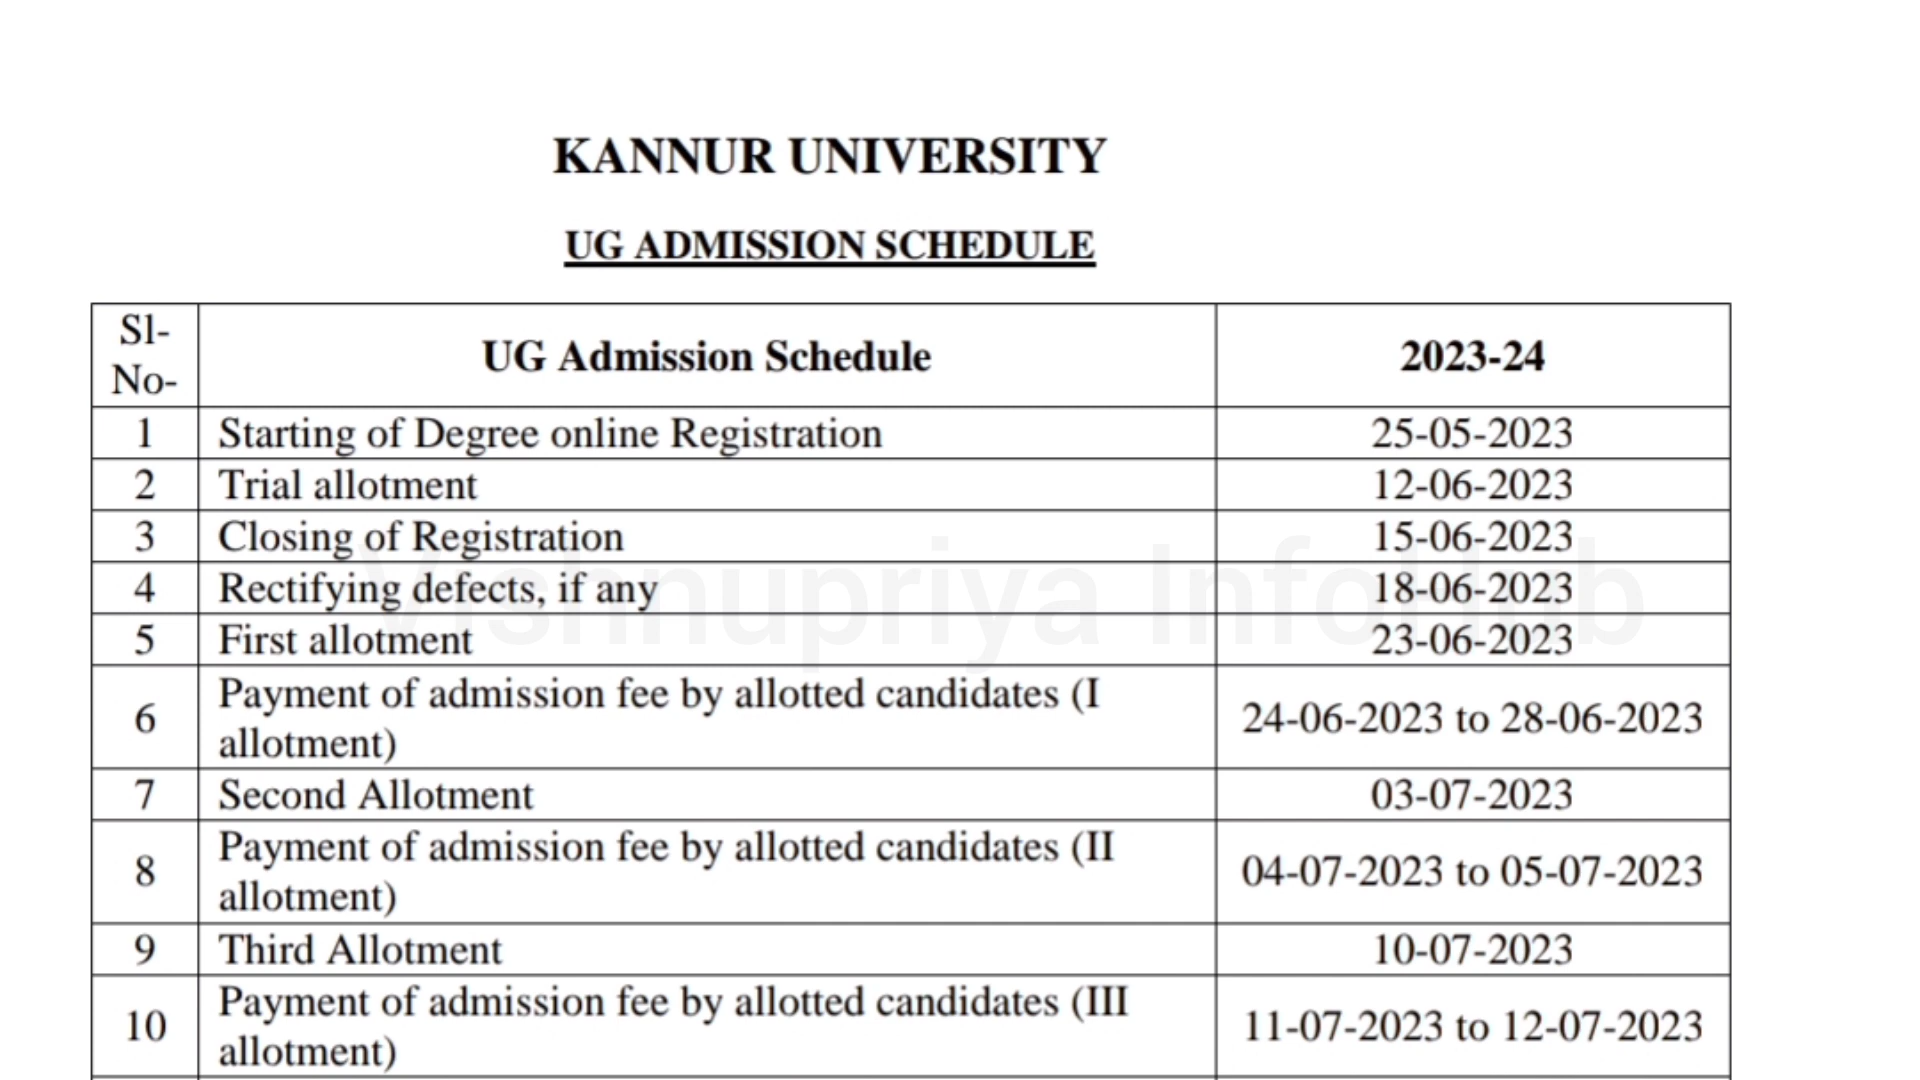 KANNUR UNIVERSITY
UG ADMISSION SCHEDULE
Sl-
No-
UG Admission Schedule
2023-24
1 Starting of Degree online Registration 25-05-2023
2 Trial allotment 12-06-2023
3 Closing of Registration 15-06-2023
4 Rectifying defects, if any 18-06-2023
5 First allotment 23-06-2023
6 Payment of admission fee by allotted candidates (I
allotment) 24-06-2023 to 28-06-2023
7 Second Allotment 03-07-2023
8 Payment of admission fee by allotted candidates (II
allotment) 04-07-2023 to 05-07-2023
9 Third Allotment 10-07-2023
10 Payment of admission fee by allotted candidates (III
allotment) 11-07-2023 to 12-07-2023
Vishnupriya InfoHub